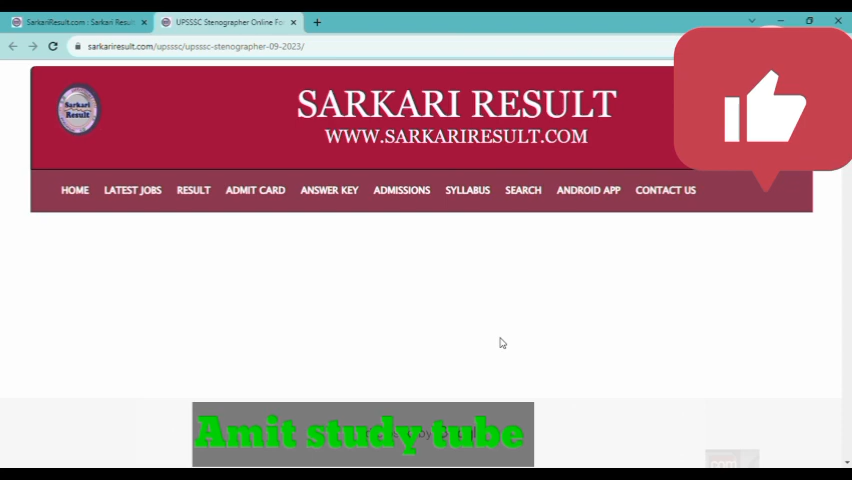 SarkariResult.com : Sarkari Result
UPSSSC Stenographer Online For
sarkariresult.com/upsssc/upsssc-stenographer-09-2023/
Sarkari
Result
SARKARI RESULT
WWW.SARKARIRESULT.COM
HOME LATEST JOBS RESULT ADMIT CARD ANSWER KEY ADMISSIONS SYLLABUS SEARCH ANDROID APP CONTACT US
Amit study tube